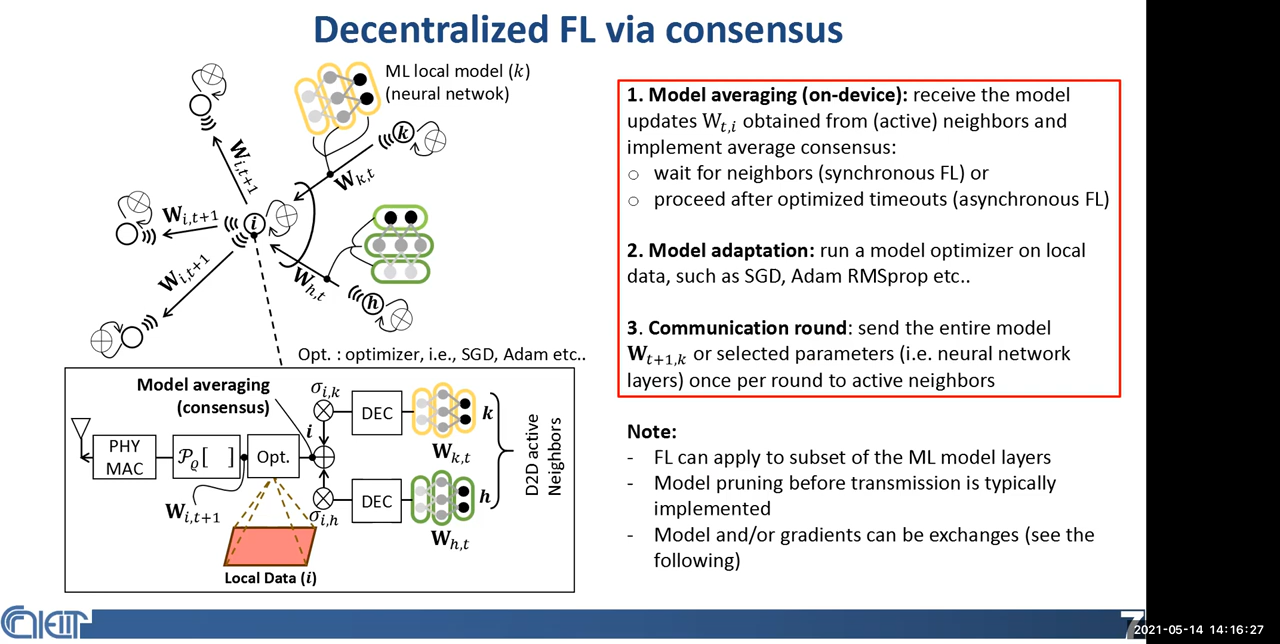 Decentralized FL via consensus
ML local model (k)
(neural netwok)
k
W_{k,t}
W_{i,t+1}
W_{i,t+1}
i
W_{i,t+1}
W_{h,t}
h
Opt. : optimizer, i.e., SGD, Adam etc..
Model averaging
(consensus)
σ_{i,k}
DEC
k
i
W_{k,t}
PHY
MAC
𝒫_Q[ ]
Opt.
D2D active
Neighbors
W_{i,t+1}
σ_{i,h}
DEC
h
W_{h,t}
Local Data (i)
1. Model averaging (on-device): receive the model
updates W_{t,i} obtained from (active) neighbors and
implement average consensus:
○ wait for neighbors (synchronous FL) or
○ proceed after optimized timeouts (asynchronous FL)
2. Model adaptation: run a model optimizer on local
data, such as SGD, Adam RMSprop etc..
3. Communication round: send the entire model
W_{t+1,k} or selected parameters (i.e. neural network
layers) once per round to active neighbors
Note:
- FL can apply to subset of the ML model layers
- Model pruning before transmission is typically
implemented
- Model and/or gradients can be exchanges (see the
following)
7
2021-05-14 14:16:27